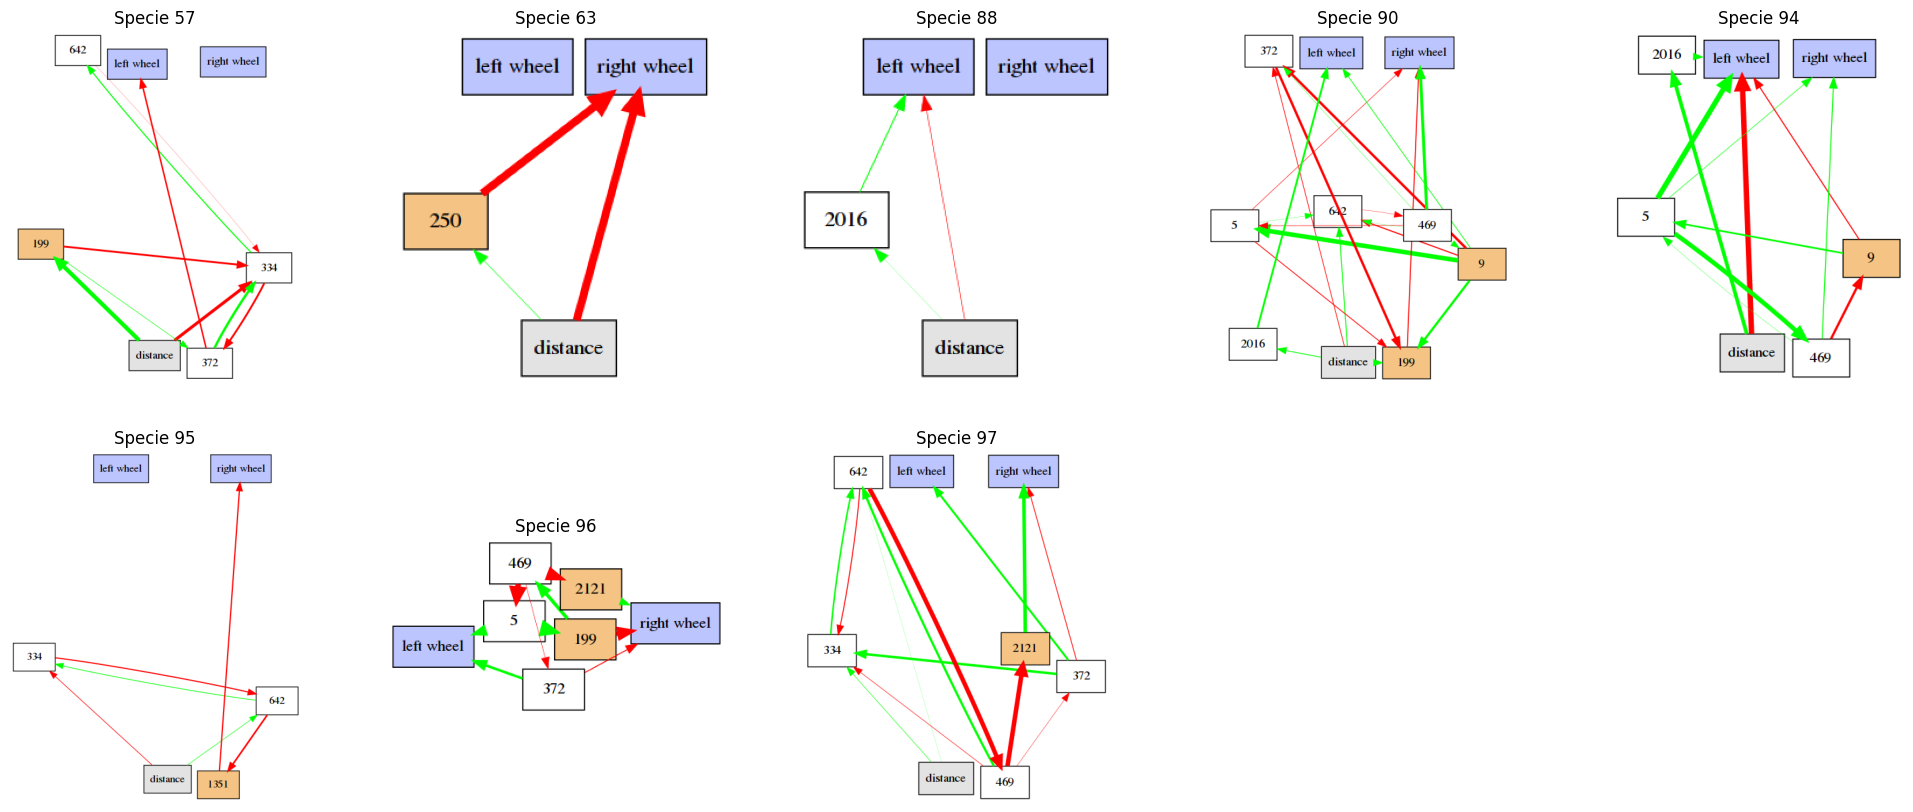 Specie 57
642
left wheel
right wheel
199
334
distance
372
Specie 63
left wheel
right wheel
250
distance
Specie 88
left wheel
right wheel
2016
distance
Specie 90
372
left wheel
right wheel
5
642
469
9
2016
distance
199
Specie 94
2016
left wheel
right wheel
5
9
distance
469
Specie 95
left wheel
right wheel
334
642
distance
1351
Specie 96
469
2121
5
199
left wheel
right wheel
372
Specie 97
642
left wheel
right wheel
334
2121
372
distance
469